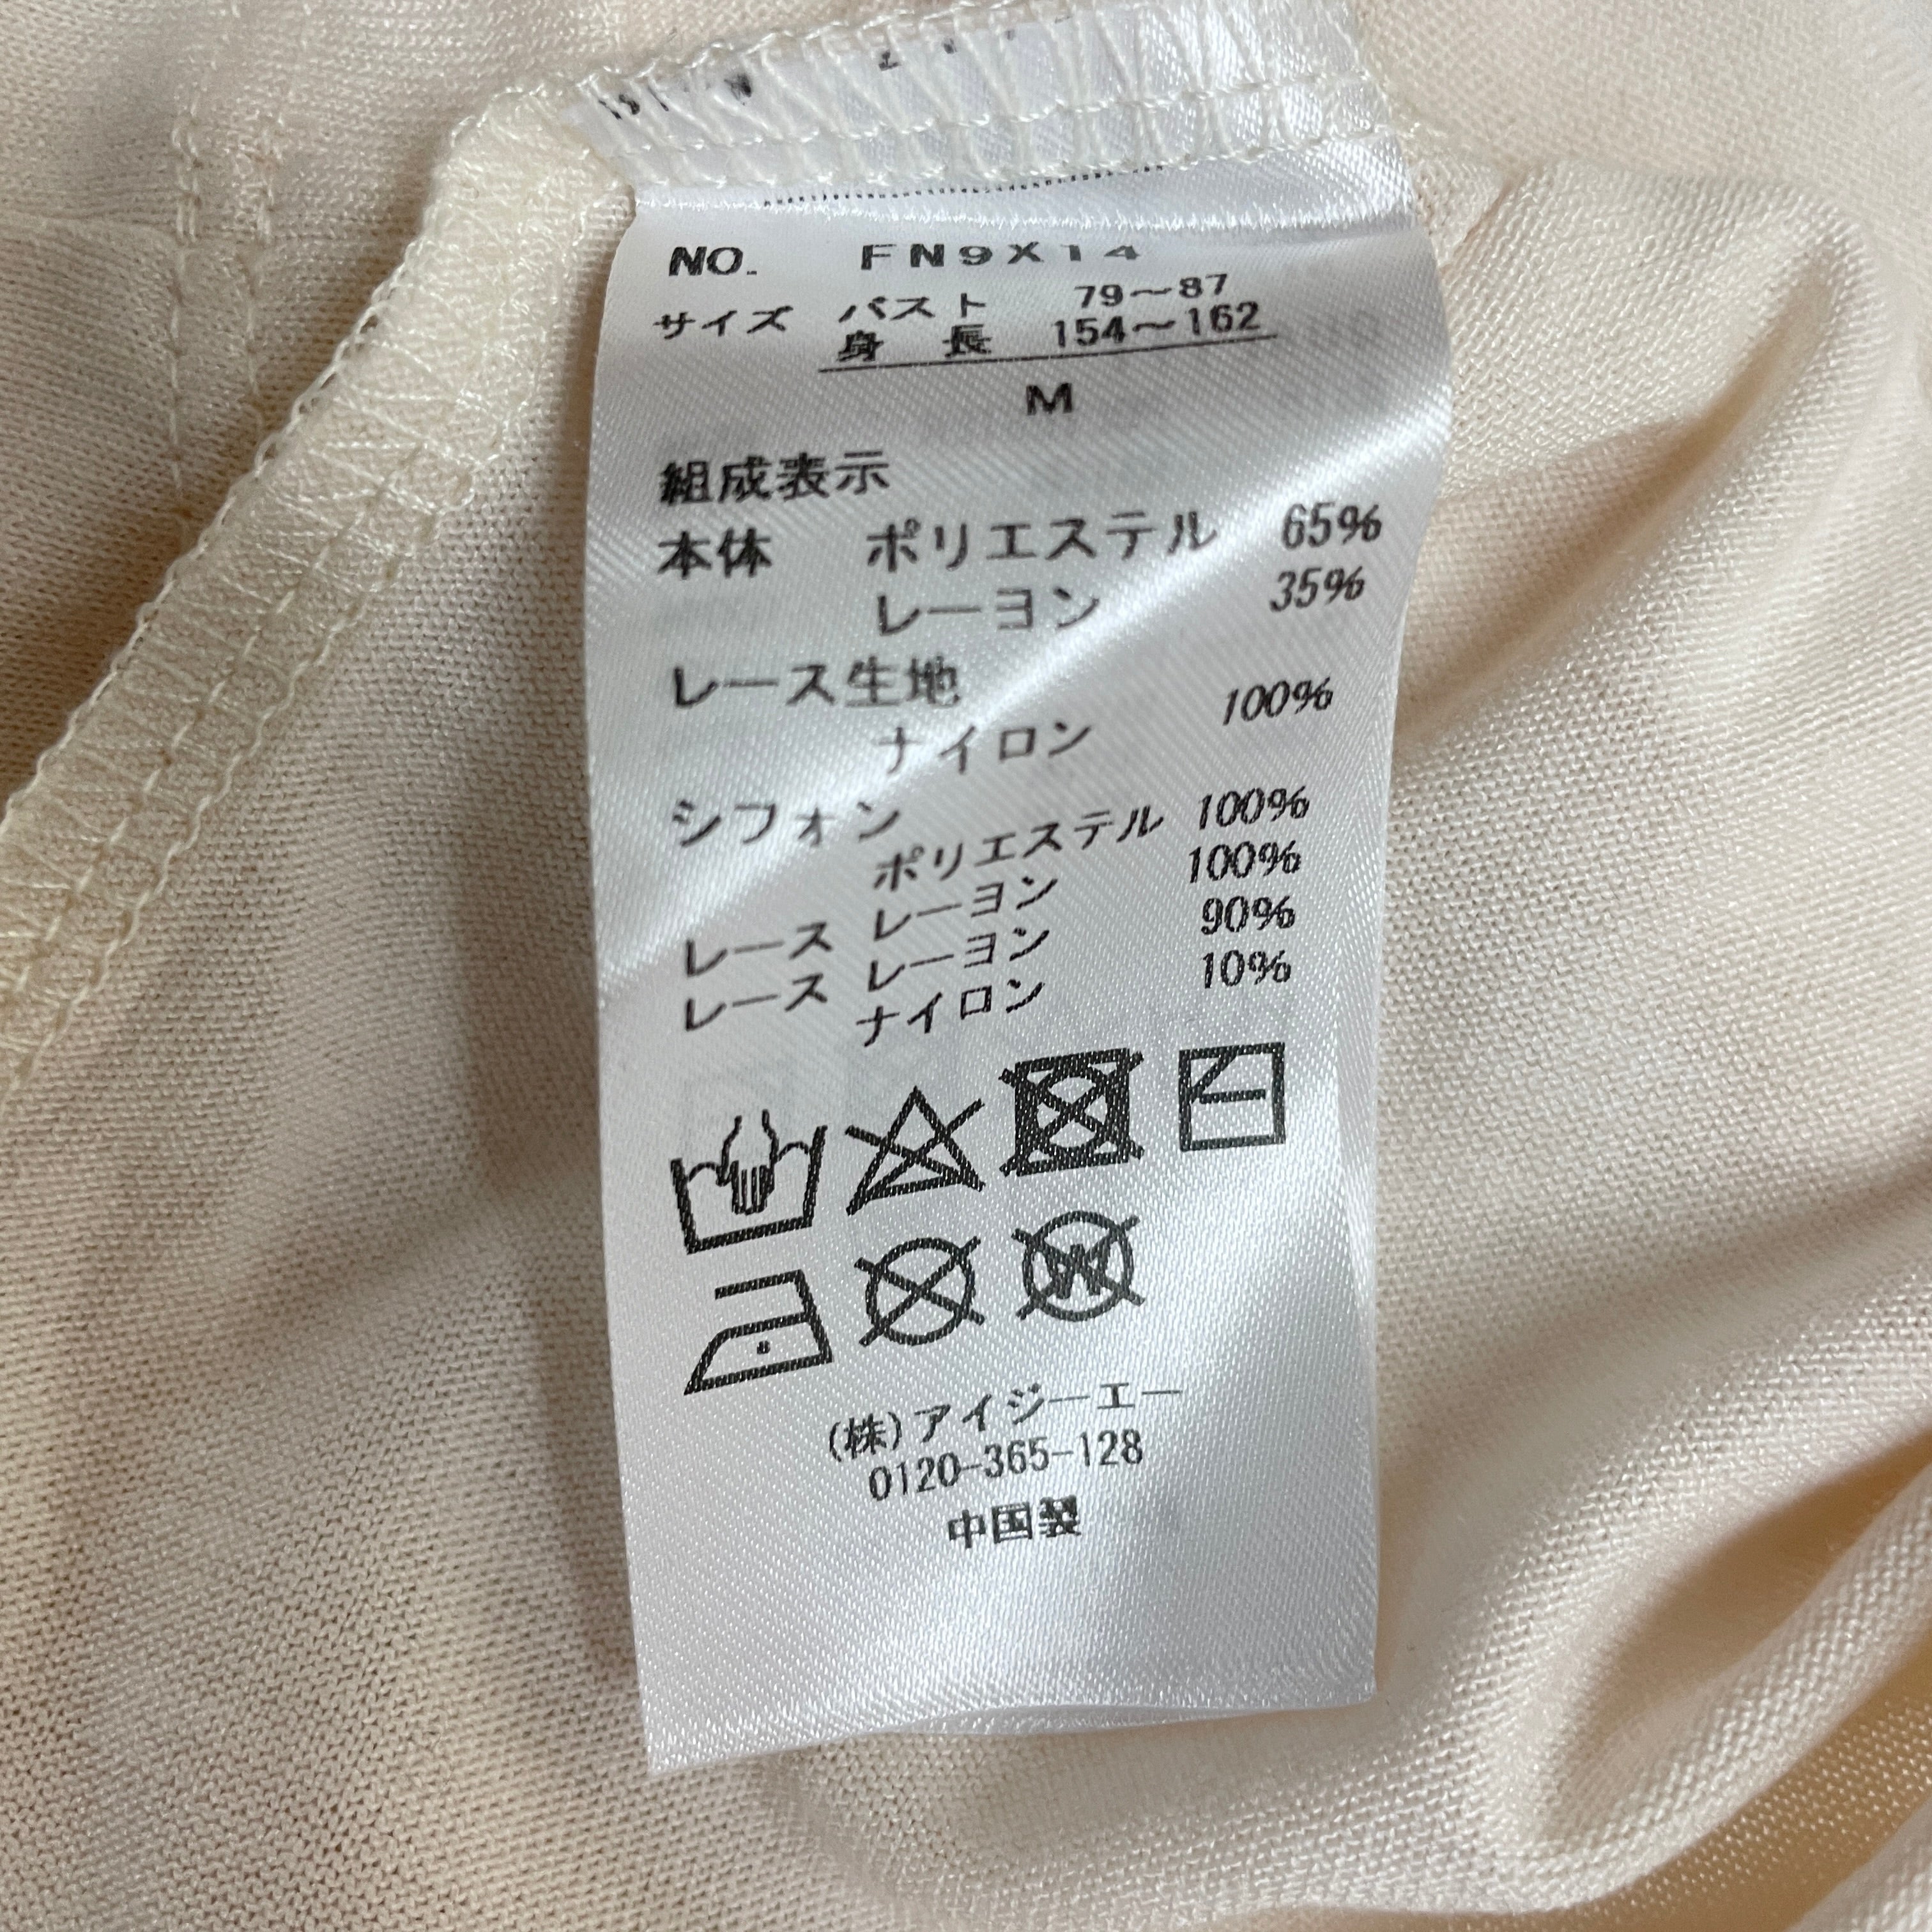 NO. FN9X14
サイズ バスト 79～87
身長 154～162
M
組成表示
本体 ポリエステル 65%
レーヨン 35%
レース生地
ナイロン 100%
シフォン
ポリエステル 100%
レース レーヨン 100%
レース レーヨン 90%
ナイロン 10%
W
(株)アイジーエー
0120-365-128
中国製